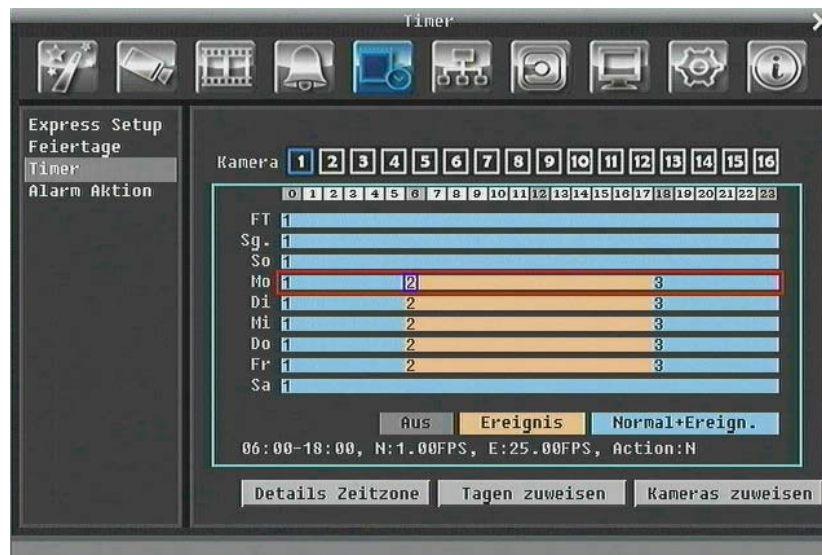 Timer
X
Express Setup
Feiertage
Timer
Alarm Aktion
Kamera 1 2 3 4 5 6 7 8 9 10 11 12 13 14 15 16
0 1 2 3 4 5 6 7 8 9 10 11 12 13 14 15 16 17 18 19 20 21 22 23
FT 1
Sg. 1
So 1
Mo 1 2 3
Di 1 2 3
Mi 1 2 3
Do 1 2 3
Fr 1 2 3
Sa 1
Aus Ereignis Normal+Ereign.
06:00-18:00, N:1.00FPS, E:25.00FPS, Action:N
Details Zeitzone Tagen zuweisen Kameras zuweisen